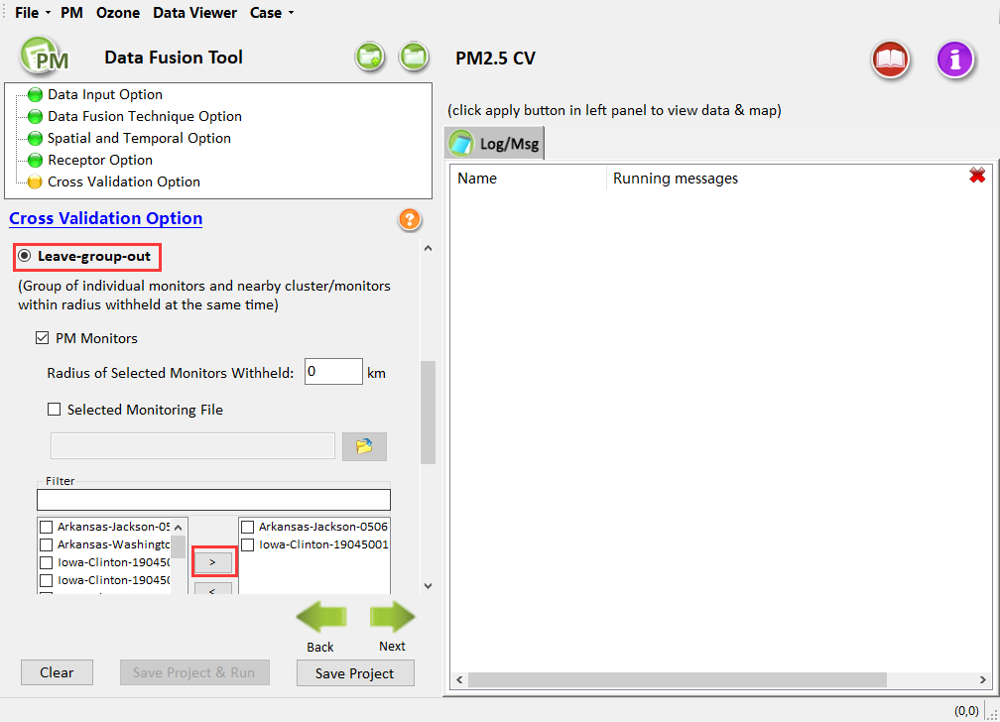 File PM Ozone Data Viewer Case
PM Data Fusion Tool PM2.5 CV
Data Input Option
Data Fusion Technique Option
Spatial and Temporal Option
Receptor Option
Cross Validation Option
Cross Validation Option ?
Leave-group-out
(Group of individual monitors and nearby cluster/monitors
within radius withheld at the same time)
PM Monitors
Radius of Selected Monitors Withheld: 0 km
Selected Monitoring File
Filter
Arkansas-Jackson-05
Arkansas-Washingto
Iowa-Clinton-190450
Iowa-Clinton-190450
>
<
Arkansas-Jackson-0506
Iowa-Clinton-19045001
Back Next
Clear Save Project & Run Save Project
(click apply button in left panel to view data & map)
Log/Msg
Name Running messages
(0,0)